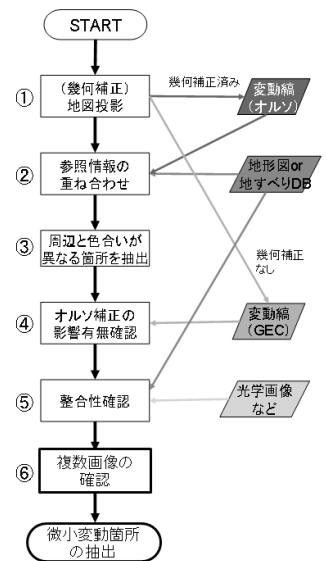 START
①
(幾何補正)
地図投影
幾何補正済み
変動縞
(オルソ)
②
参照情報の
重ね合わせ
地形図or
地すべりDB
③
周辺と色合いが
異なる箇所を抽出
幾何補正
なし
④
オルソ補正の
影響有無確認
変動縞
(GEC)
⑤
整合性確認
光学画像
など
⑥
複数画像の
確認
微小変動箇所
の抽出